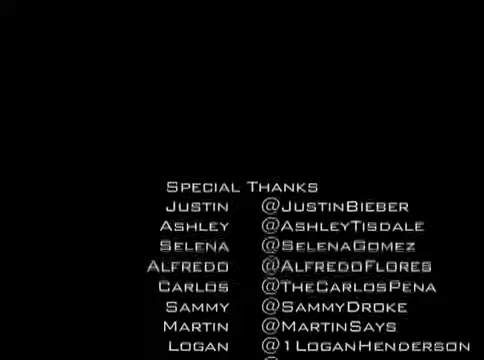 Special Thanks
Justin @JustinBieber
Ashley @AshleyTisdale
Selena @SelenaGomez
Alfredo @AlfredoFlores
Carlos @TheCarlosPena
Sammy @SammyDroke
Martin @MartinSays
Logan @1LoganHenderson